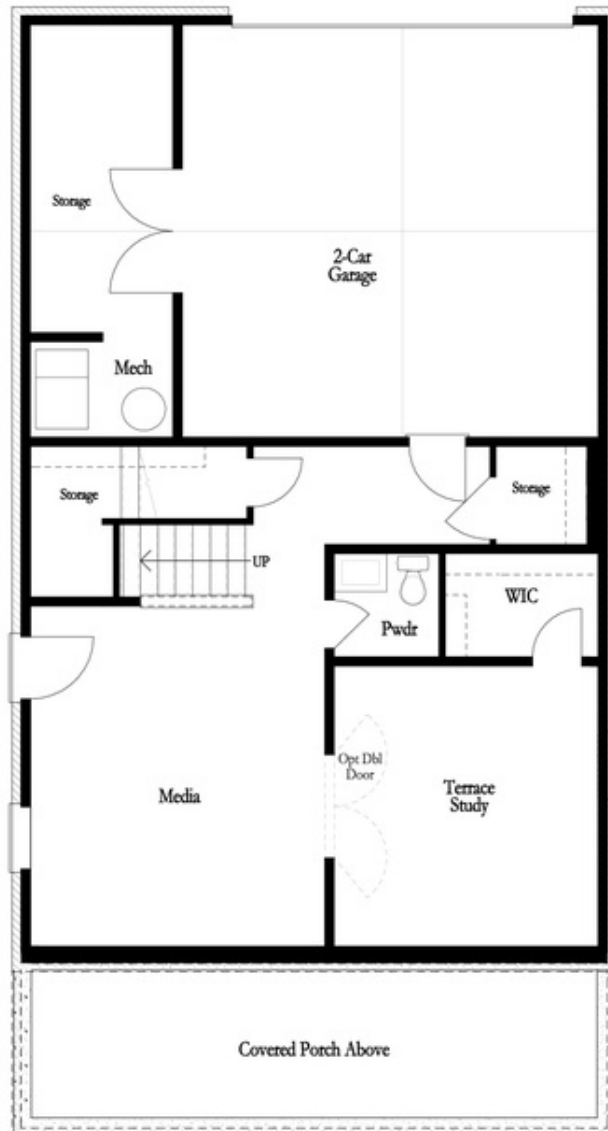 Storage
2-Car
Garage
Mech
Storage
Storage
UP
WIC
Pwdr
Opt Dbl
Door
Terrace
Study
Media
Covered Porch Above